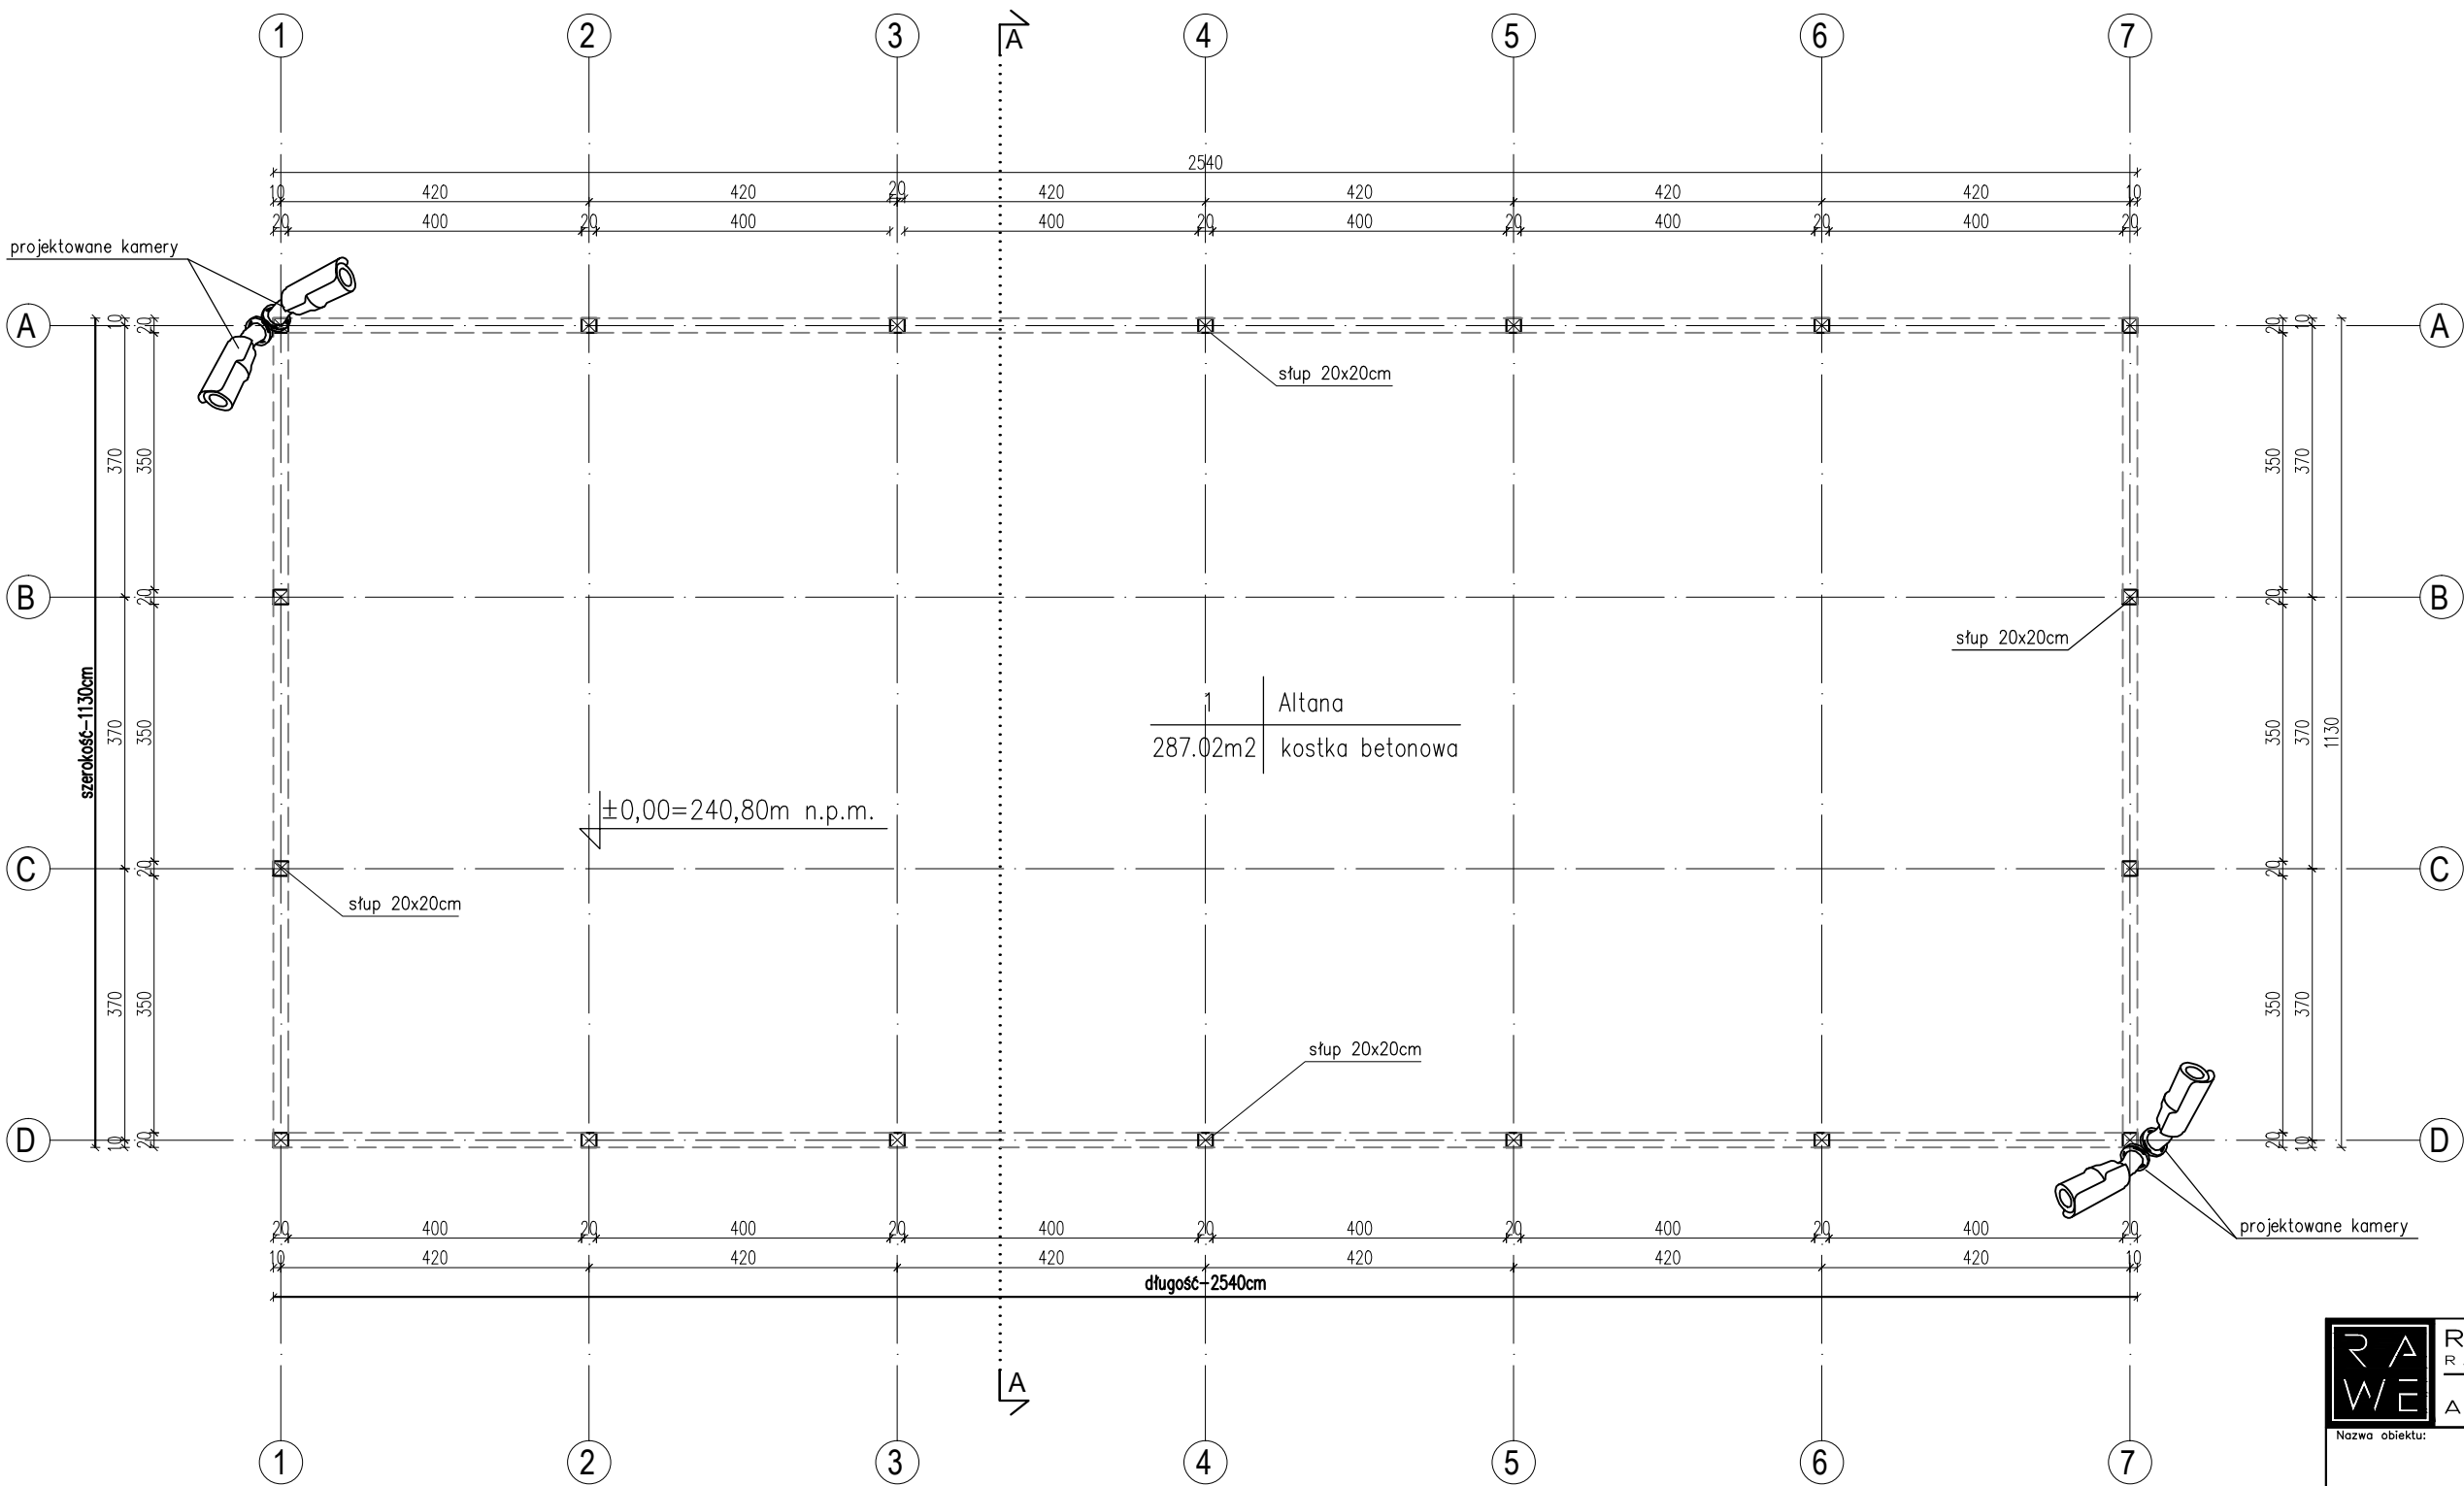 1 2 3 A 4 5 6 7
2540
10 420 420 20 420 420 420 420 10
20 400 20 400 400 20 400 20 400 20 400 20
projektowane kamery
A 10 20 20 10 A
słup 20x20cm
370 350 350 370
B 20 20 B
słup 20x20cm
szerokość-1130cm
1 Altana
370 350 350 370 1130
287.02m2 kostka betonowa
±0,00=240,80m n.p.m.
C 20 20 C
słup 20x20cm
370 350 350 370
słup 20x20cm
D 10 20 20 10 D
20 400 20 400 20 400 20 400 20 400 20 400 20
projektowane kamery
10 420 420 420 420 420 420 10
długość-2540cm
A
RA
WE
R
R
A
Nazwa obiektu:
1 2 3 4 5 6 7